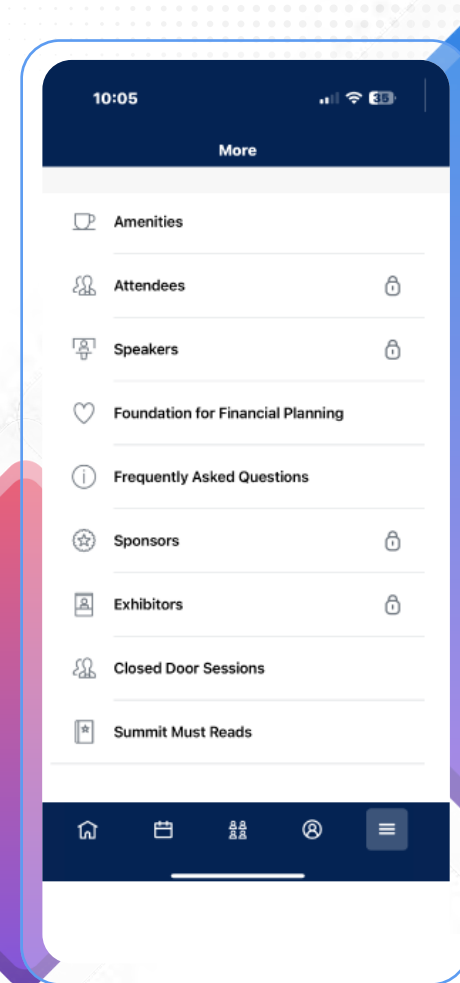 10:05
35
More
Amenities
Attendees
Speakers
Foundation for Financial Planning
Frequently Asked Questions
Sponsors
Exhibitors
Closed Door Sessions
Summit Must Reads